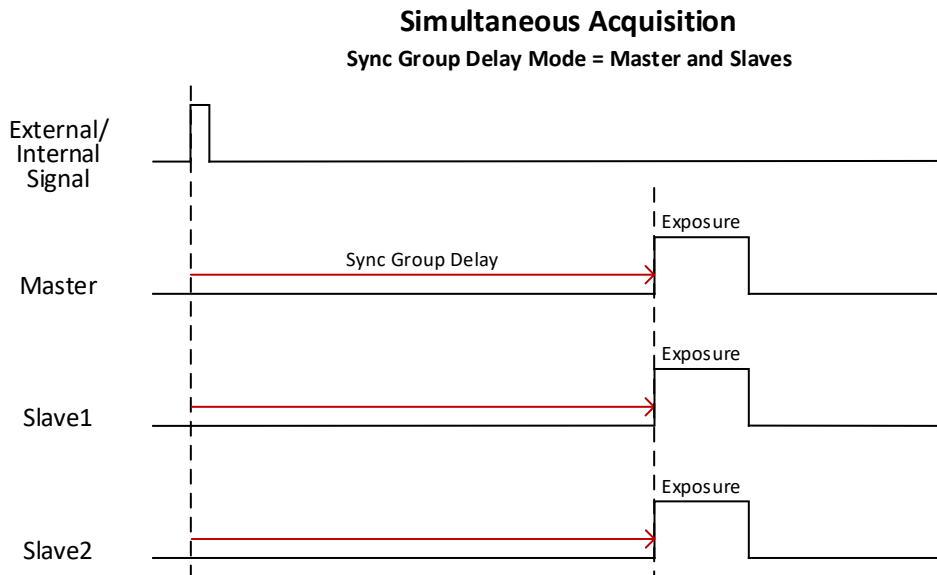 Simultaneous Acquisition
Sync Group Delay Mode = Master and Slaves
External/
Internal
Signal
Exposure
Sync Group Delay
Master
Exposure
Slave1
Exposure
Slave2